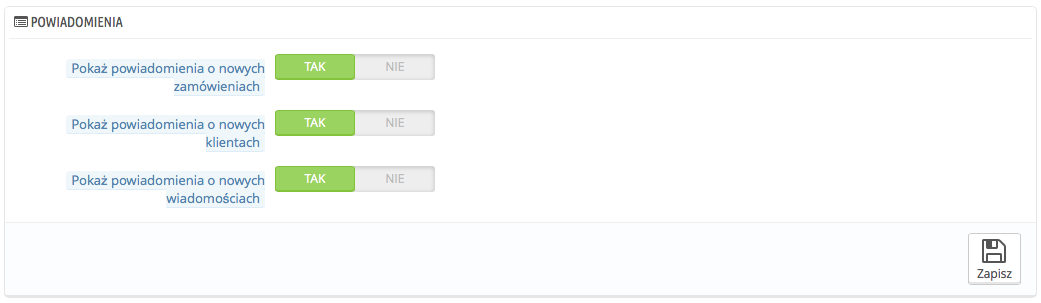 POWIADOMIENIA
Pokaż powiadomienia o nowych
zamówieniach
TAK NIE
Pokaż powiadomienia o nowych
klientach
TAK NIE
Pokaż powiadomienia o nowych
wiadomościach
TAK NIE
Zapisz